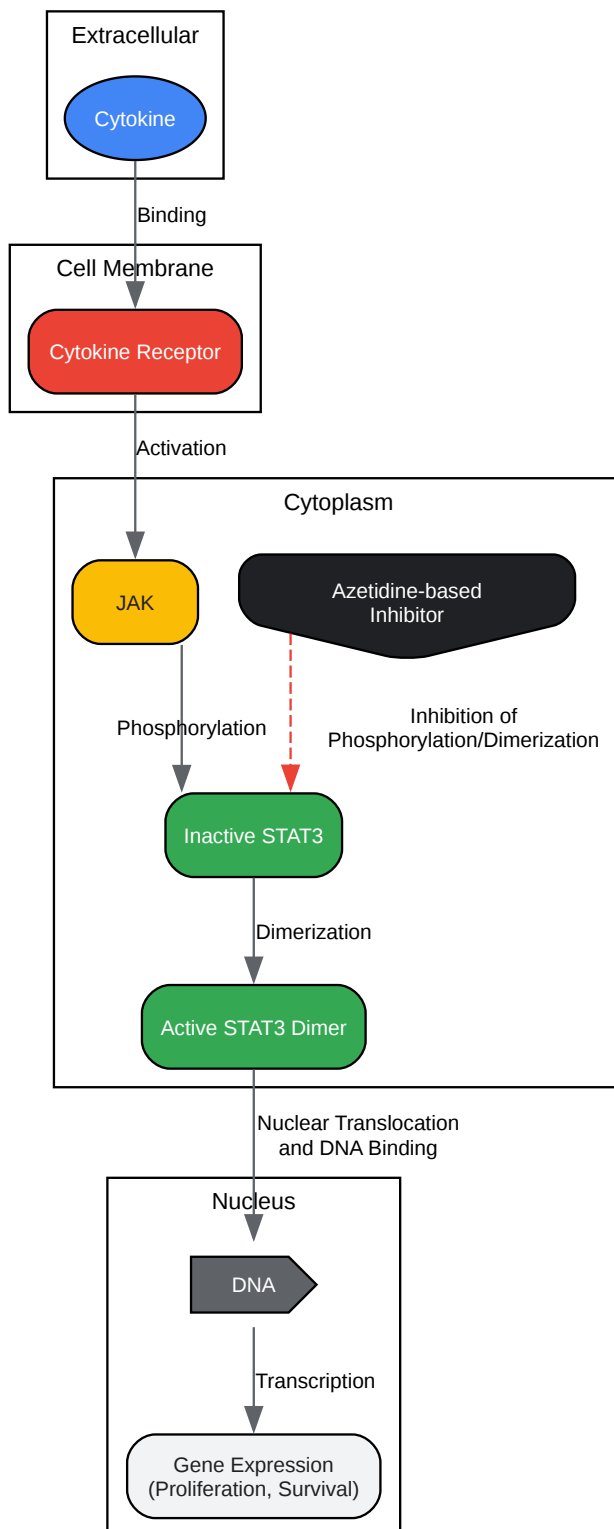 Extracellular
Cytokine
Binding
Cell Membrane
Cytokine Receptor
Activation
Cytoplasm
JAK
Azetidine-based
Inhibitor
Phosphorylation
Inhibition of
Phosphorylation/Dimerization
Inactive STAT3
Dimerization
Active STAT3 Dimer
Nuclear Translocation
and DNA Binding
Nucleus
DNA
Transcription
Gene Expression
(Proliferation, Survival)